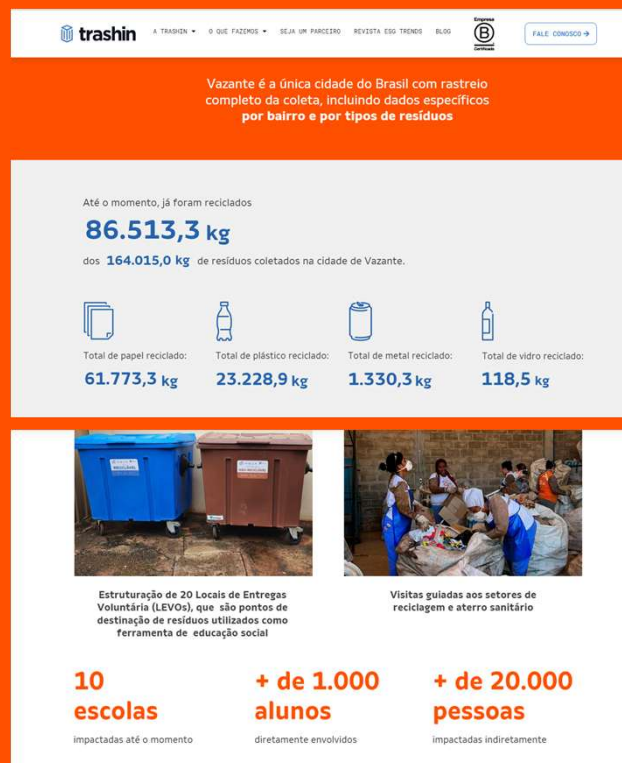 trashin
A TRASHIN
O QUE FAZEMOS
SEJA UM PARCEIRO
REVISTA ESG TRENDS
BLOG
Empresa
B
Certificada
FALE CONOSCO →
Vazante é a única cidade do Brasil com rastreio
completo da coleta, incluindo dados específicos
por bairro e por tipos de resíduos
Até o momento, já foram reciclados
86.513,3 kg
dos 164.015,0 kg de resíduos coletados na cidade de Vazante.
Total de papel reciclado:
61.773,3 kg
Total de plástico reciclado:
23.228,9 kg
Total de metal reciclado:
1.330,3 kg
Total de vidro reciclado:
118,5 kg
Estruturação de 20 Locais de Entregas
Voluntária (LEVOs), que são pontos de
destinação de resíduos utilizados como
ferramenta de educação social
Visitas guiadas aos setores de
reciclagem e aterro sanitário
10
escolas
impactadas até o momento
+ de 1.000
alunos
diretamente envolvidos
+ de 20.000
pessoas
impactadas indiretamente